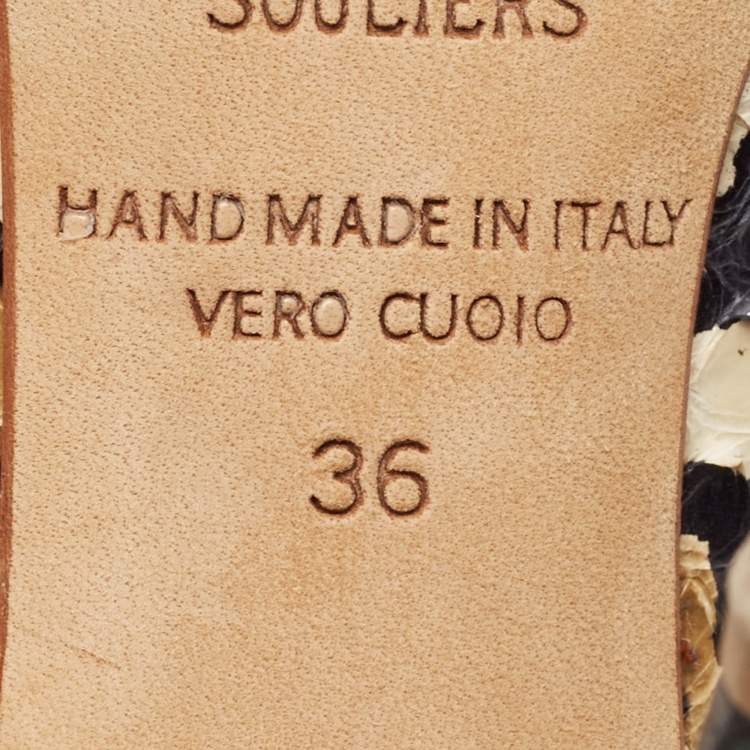 SOULIERS
HAND MADE IN ITALY
VERO CUOIO
36